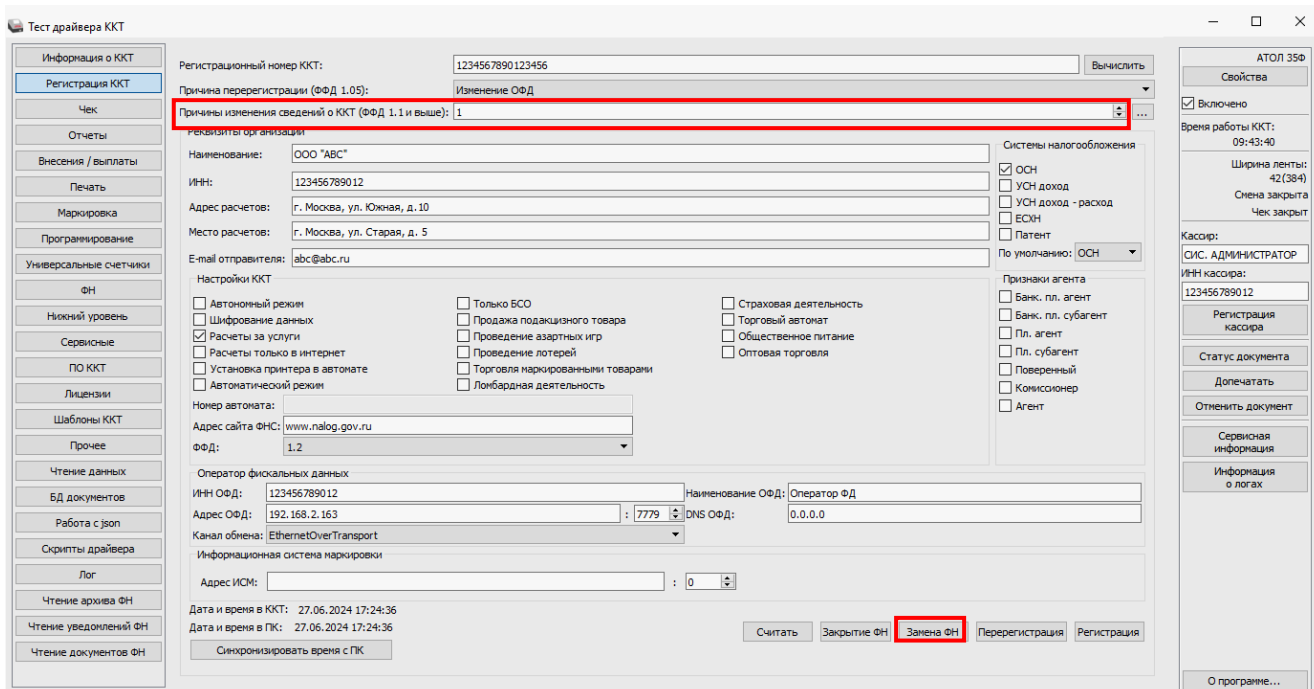 Тест драйвера ККТ
Информация о ККТ
Регистрация ККТ
Чек
Отчеты
Внесения / выплаты
Печать
Маркировка
Программирование
Универсальные счетчики
ФН
Нижний уровень
Сервисные
ПО ККТ
Лицензии
Шаблоны ККТ
Прочее
Чтение данных
БД документов
Работа с json
Скрипты драйвера
Лог
Чтение архива ФН
Чтение уведомлений ФН
Чтение документов ФН
Регистрационный номер ККТ: 1234567890123456 Вычислить
Причина перерегистрации (ФФД 1.05): Изменение ОФД
Причины изменения сведений о ККТ (ФФД 1.1 и выше): 1 ...
Реквизиты организации
Наименование: ООО "АВС"
ИНН: 123456789012
Адрес расчетов: г. Москва, ул. Южная, д.10
Место расчетов: г. Москва, ул. Старая, д. 5
E-mail отправителя: abc@abc.ru
Системы налогообложения
ОСН
УСН доход
УСН доход - расход
ЕСХН
Патент
По умолчанию: ОСН
Настройки ККТ
Автономный режим
Шифрование данных
Расчеты за услуги
Расчеты только в интернет
Установка принтера в автомате
Автоматический режим
Только БСО
Продажа подакцизного товара
Проведение азартных игр
Проведение лотерей
Торговля маркированными товарами
Ломбардная деятельность
Страховая деятельность
Торговый автомат
Общественное питание
Оптовая торговля
Номер автомата:
Адрес сайта ФНС: www.nalog.gov.ru
ФФД: 1.2
Признаки агента
Банк. пл. агент
Банк. пл. субагент
Пл. агент
Пл. субагент
Поверенный
Комиссионер
Агент
Оператор фискальных данных
ИНН ОФД: 123456789012 Наименование ОФД: Оператор ФД
Адрес ОФД: 192.168.2.163 : 7779 DNS ОФД: 0.0.0.0
Канал обмена: EthernetOverTransport
Информационная система маркировки
Адрес ИСМ: : 0
Дата и время в ККТ: 27.06.2024 17:24:36
Дата и время в ПК: 27.06.2024 17:24:36
Синхронизировать время с ПК
Считать Закрытие ФН Замена ФН Перерегистрация Регистрация
АТОЛ 35Ф
Свойства
Включено
Время работы ККТ:
09:43:40
Ширина ленты:
42(384)
Смена закрыта
Чек закрыт
Кассир:
СИС. АДМИНИСТРАТОР
ИНН кассира:
123456789012
Регистрация
кассира
Статус документа
Допечатать
Отменить документ
Сервисная
информация
Информация
о логах
О программе...